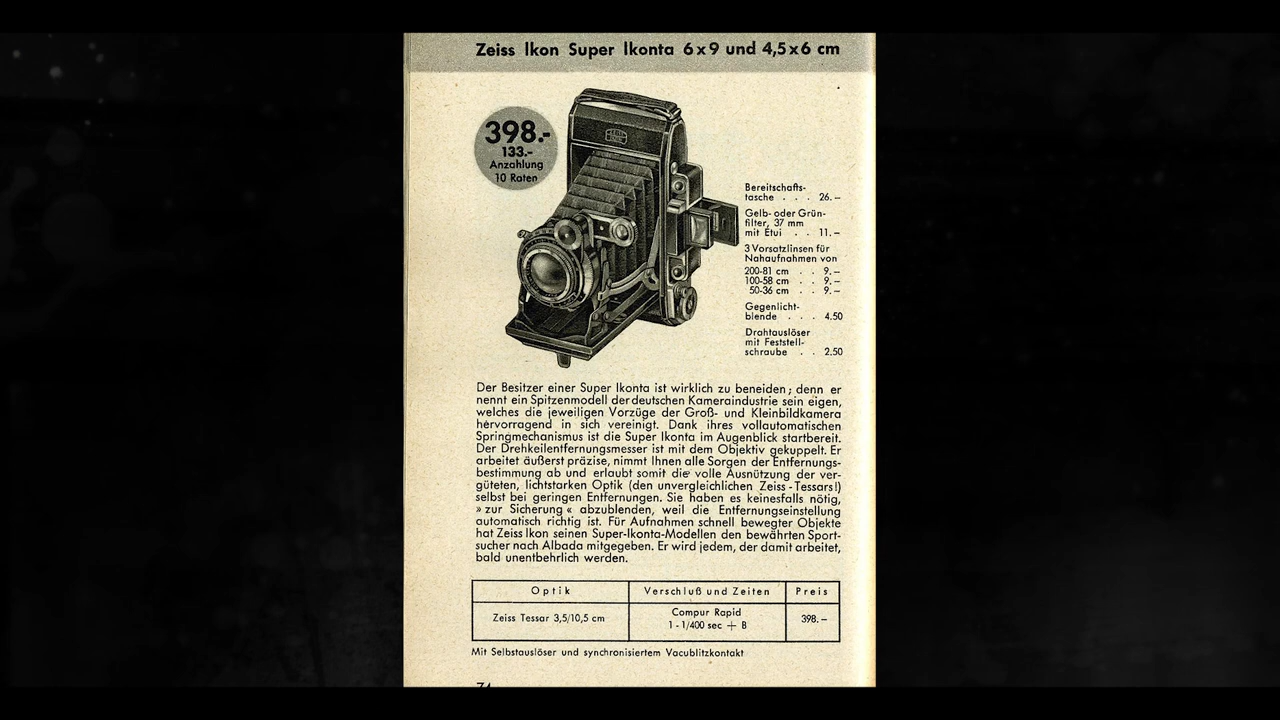 Zeiss Ikon Super Ikonta 6x9 und 4,5x6 cm
398.-
133.-
Anzahlung
10 Raten
Bereitschafts-
tasche . . . 26.–
Gelb- oder Grün-
filter, 37 mm
mit Etui . . 11.–
3 Vorsatzlinsen für
Nahaufnahmen von
200-81 cm . . 9.–
100-58 cm . . 9.–
50-36 cm . . 9.–
Gegenlicht-
blende . . . 4.50
Drahtauslöser
mit Feststell-
schraube . . 2.50
Der Besitzer einer Super Ikonta ist wirklich zu beneiden; denn er
nennt ein Spitzenmodell der deutschen Kameraindustrie sein eigen,
welches die jeweiligen Vorzüge der Groß- und Kleinbildkamera
hervorragend in sich vereinigt. Dank ihres vollautomatischen
Springmechanismus ist die Super Ikonta im Augenblick startbereit.
Der Drehkeilentfernungsmesser ist mit dem Objektiv gekuppelt. Er
arbeitet äußerst präzise, nimmt Ihnen alle Sorgen der Entfernungs-
bestimmung ab und erlaubt somit die volle Ausnützung der ver-
güteten, lichtstarken Optik (den unvergleichlichen Zeiss-Tessars!)
selbst bei geringen Entfernungen. Sie haben es keinesfalls nötig,
»zur Sicherung« abzublenden, weil die Entfernungseinstellung
automatisch richtig ist. Für Aufnahmen schnell bewegter Objekte
hat Zeiss Ikon seinen Super-Ikonta-Modellen den bewährten Sport-
sucher nach Albada mitgegeben. Er wird jedem, der damit arbeitet,
bald unentbehrlich werden.
Optik Verschluß und Zeiten Preis
Zeiss Tessar 3,5/10,5 cm Compur Rapid 398.–
1 - 1/400 sec + B
Mit Selbstauslöser und synchronisiertem Vacublitzkontakt